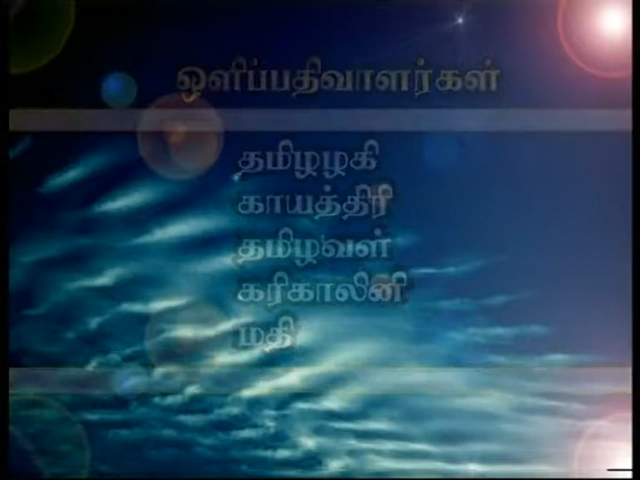 ஒளிப்பதிவாளர்கள்
தமிழழகி
காயத்திரி
தமிழவள்
கரிகாலினி
மதி